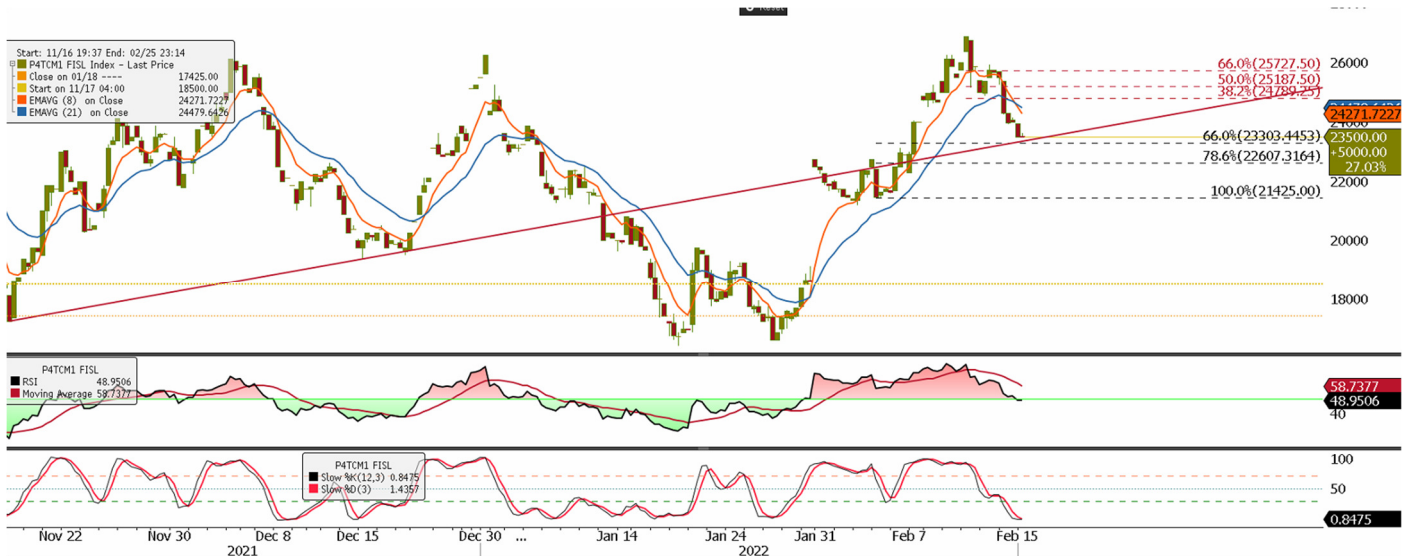 Reset
Start: 11/16 19:37 End: 02/25 23:14
P4TCM1 FISL Index - Last Price
Close on 01/18 ---- 17425.00
Start on 11/17 04:00 18500.00
EMAVG (8) on Close 24271.7227
EMAVG (21) on Close 24479.6426
26000
66.0%(25727.50)
50.0%(25187.50)
38.2%(24789.25)
24479.6426
24271.7227
24000
66.0%(23303.4453)
23500.00
+5000.00
27.03%
78.6%(22607.3164)
22000
100.0%(21425.00)
20000
18000
P4TCM1 FISL
RSI 48.9506
Moving Average 58.7377
58.7377
48.9506
40
P4TCM1 FISL
Slow %K(12,3) 0.8475
Slow %D(3) 1.4357
100
50
0.8475
Nov 22 Nov 30 Dec 8 Dec 15 Dec 30 ... Jan 14 Jan 24 Jan 31 Feb 7 Feb 15
2021 2022